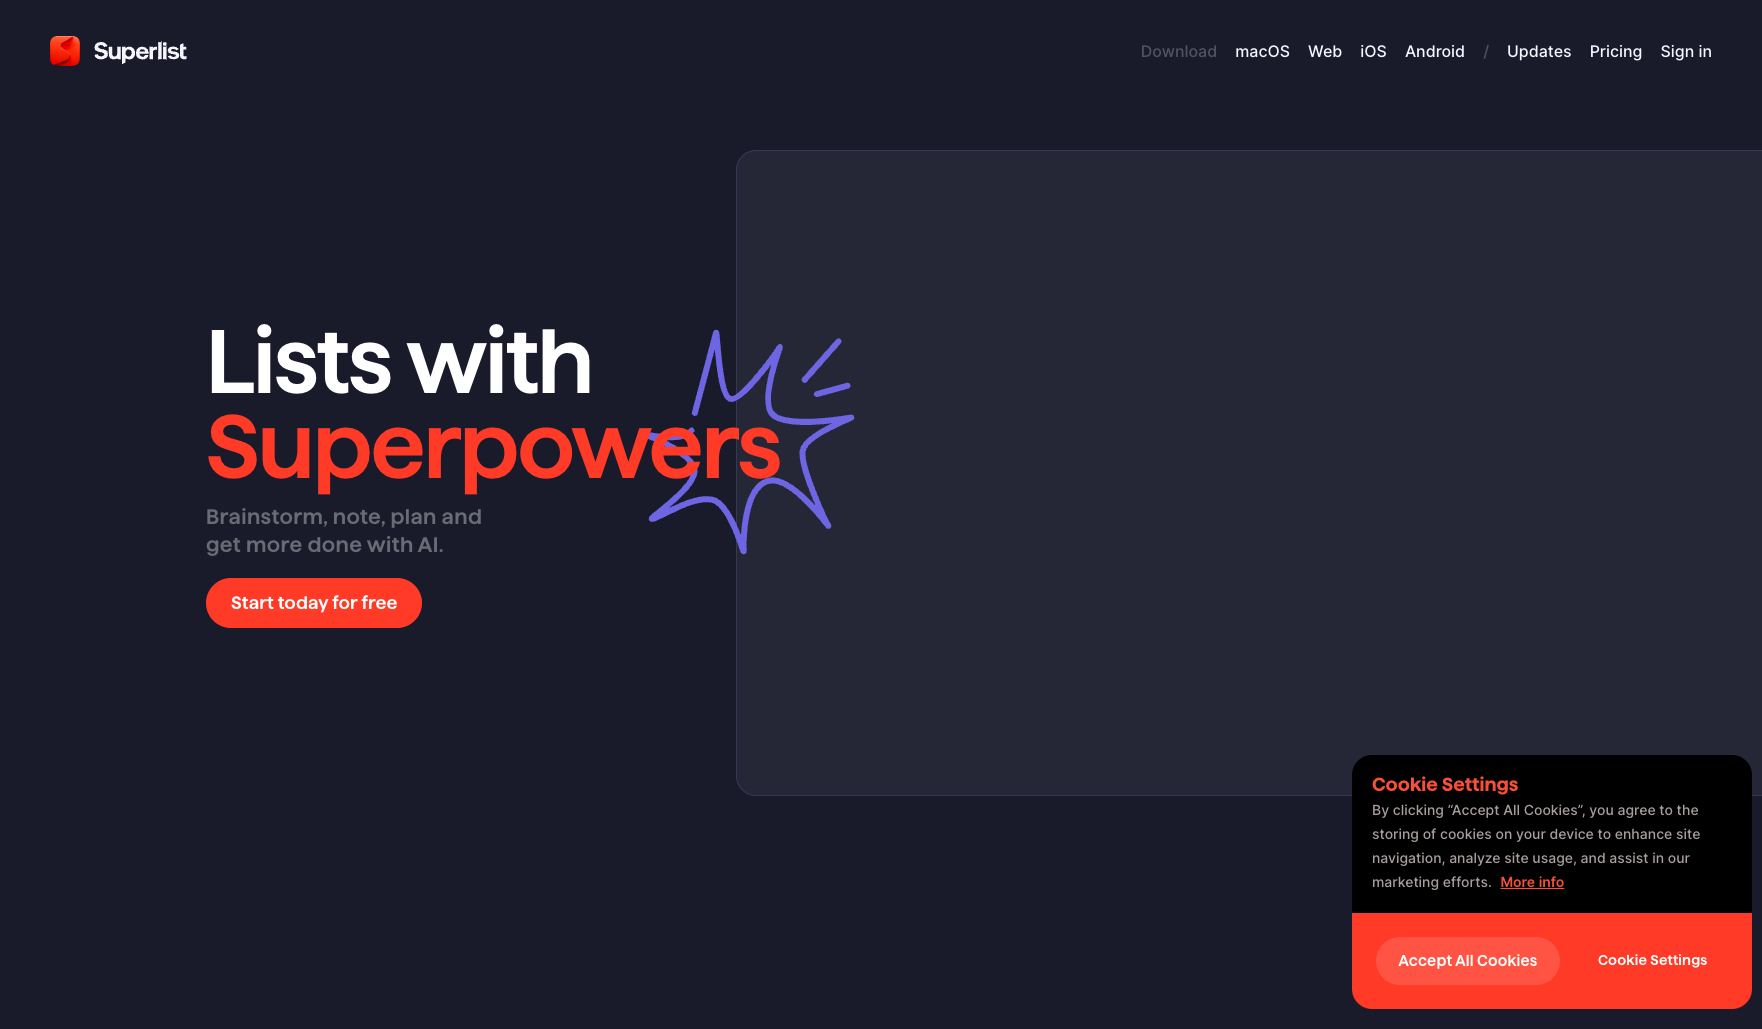 Superlist
Download macOS Web iOS Android / Updates Pricing Sign in
Lists with
Superpowers
Brainstorm, note, plan and
get more done with AI.
Start today for free
Cookie Settings
By clicking “Accept All Cookies”, you agree to the
storing of cookies on your device to enhance site
navigation, analyze site usage, and assist in our
marketing efforts. More info
Accept All Cookies Cookie Settings